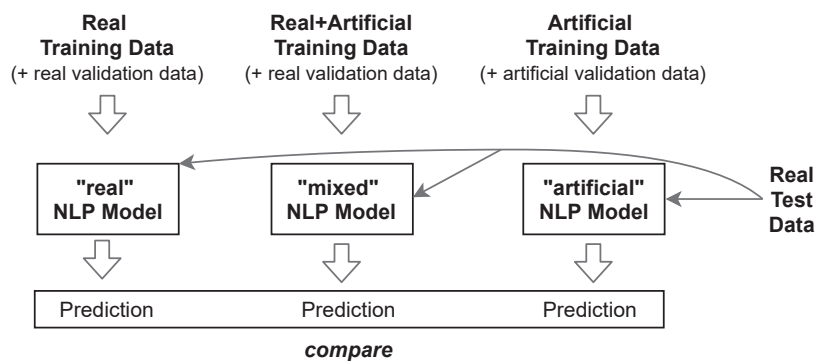 Real
Training Data
(+ real validation data)
Real+Artificial
Training Data
(+ real validation data)
Artificial
Training Data
(+ artificial validation data)
"real"
NLP Model
"mixed"
NLP Model
"artificial"
NLP Model
Real
Test
Data
Prediction
Prediction
Prediction
compare